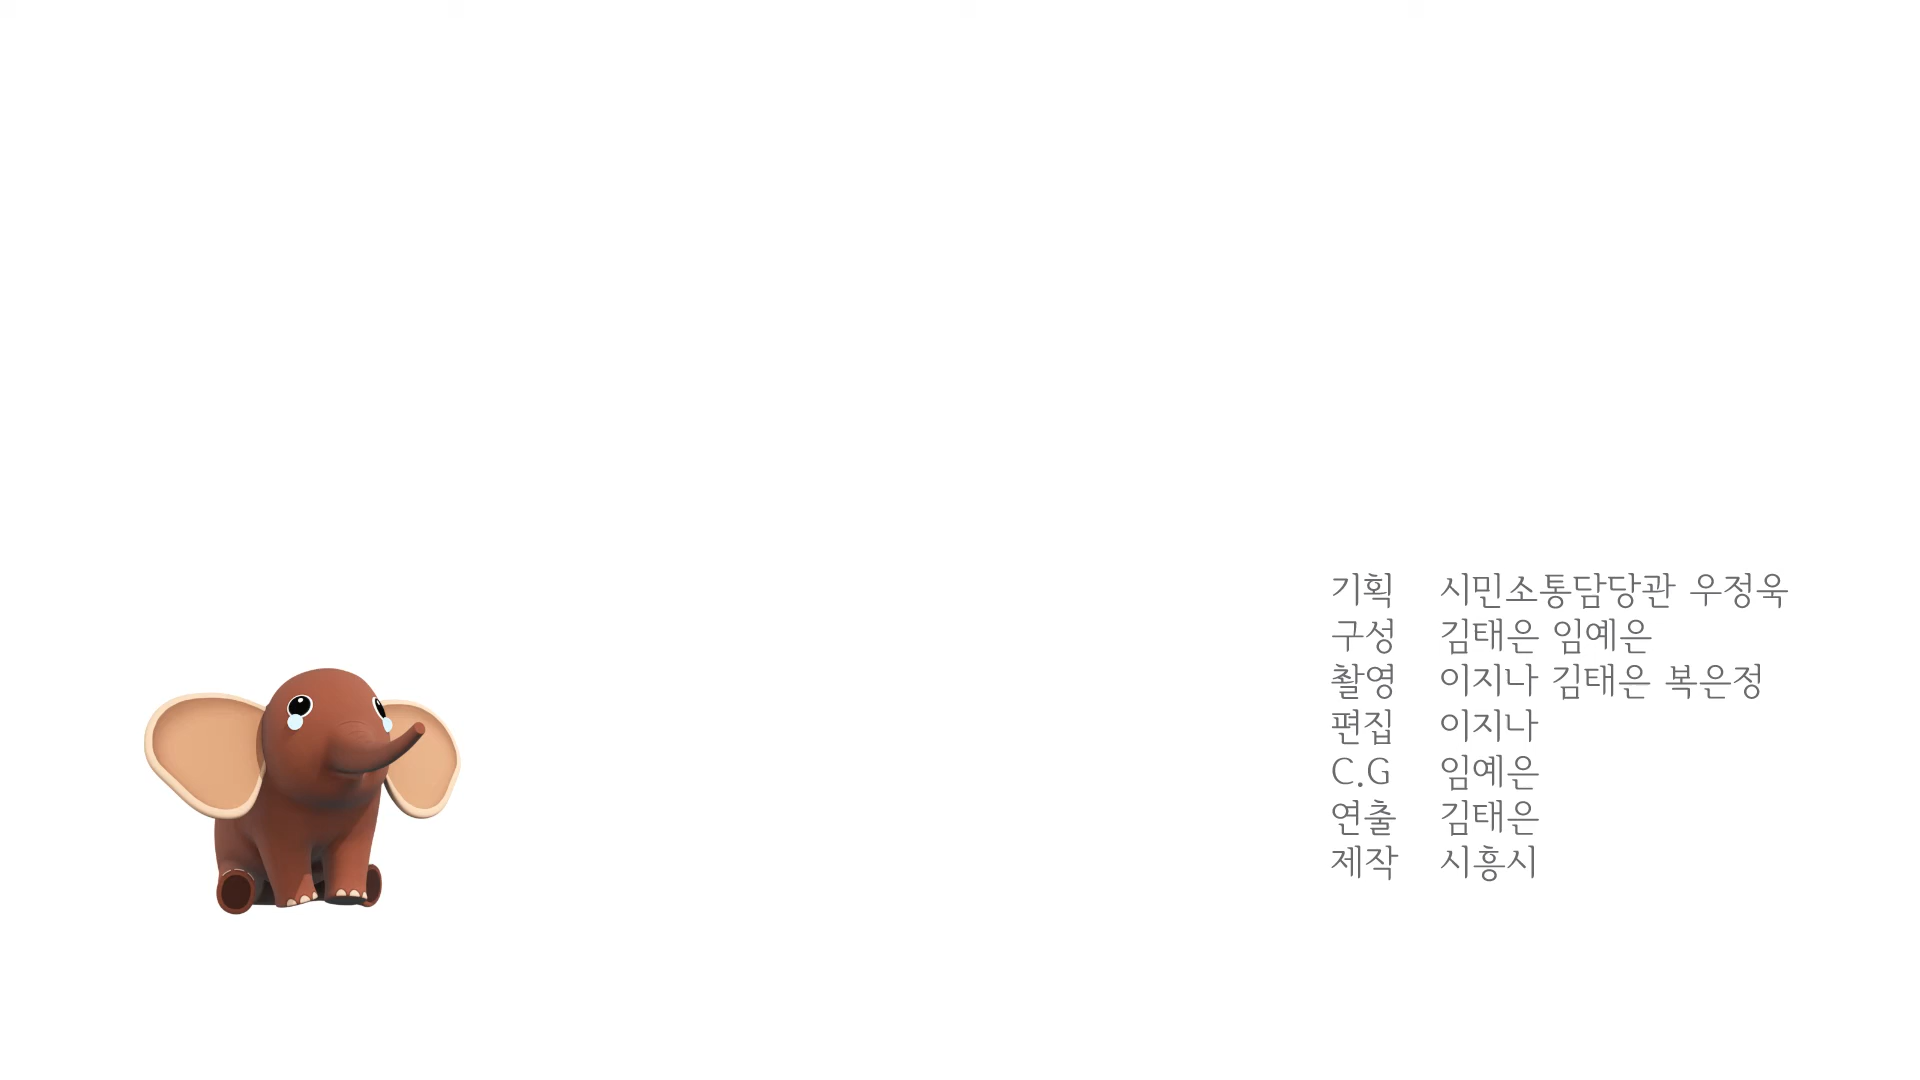 기획 시민소통담당관 우정욱
구성 김태은 임예은
촬영 이지나 김태은 복은정
편집 이지나
C.G 임예은
연출 김태은
제작 시흥시